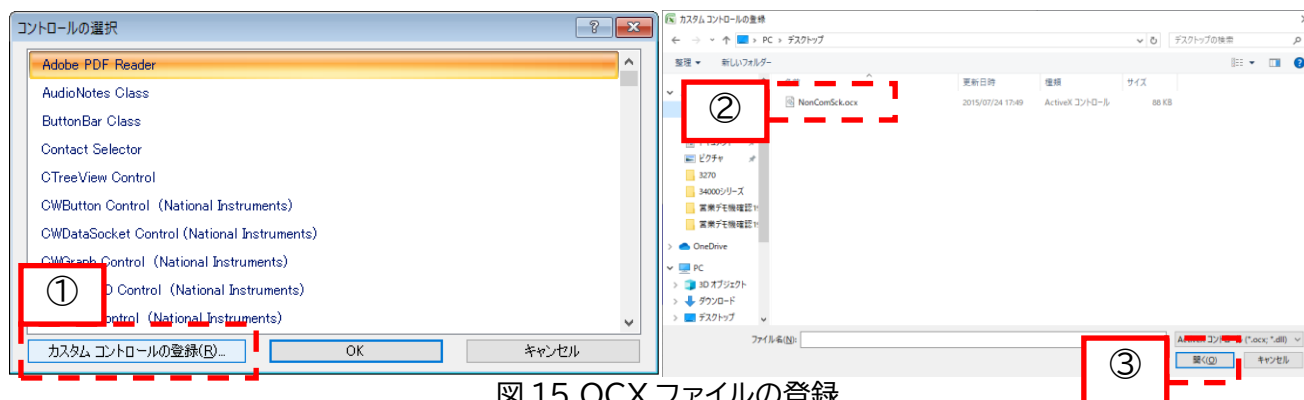 コントロールの選択
Adobe PDF Reader
AudioNotes Class
ButtonBar Class
Contact Selector
CTreeView Control
CWButton Control (National Instruments)
CWDataSocket Control (National Instruments)
CWGraph Control (National Instruments)
Control (National Instruments)
Control (National Instruments)
①
カスタム コントロールの登録(R)...
OK
キャンセル
カスタム コントロールの登録
PC > デスクトップ
デスクトップの検索
整理
新しいフォルダー
更新日時
種類
サイズ
②
NonComSck.ocx
2015/07/24 17:49
ActiveX コントロール
88 KB
ピクチャ
3270
34000シリーズ
営業デモ機確認
営業デモ機確認
OneDrive
PC
3D オブジェクト
ダウンロード
デスクトップ
ファイル名(N):
(*.ocx; *.dll)
③
開く(O)
キャンセル
図 15 OCX ファイルの登録